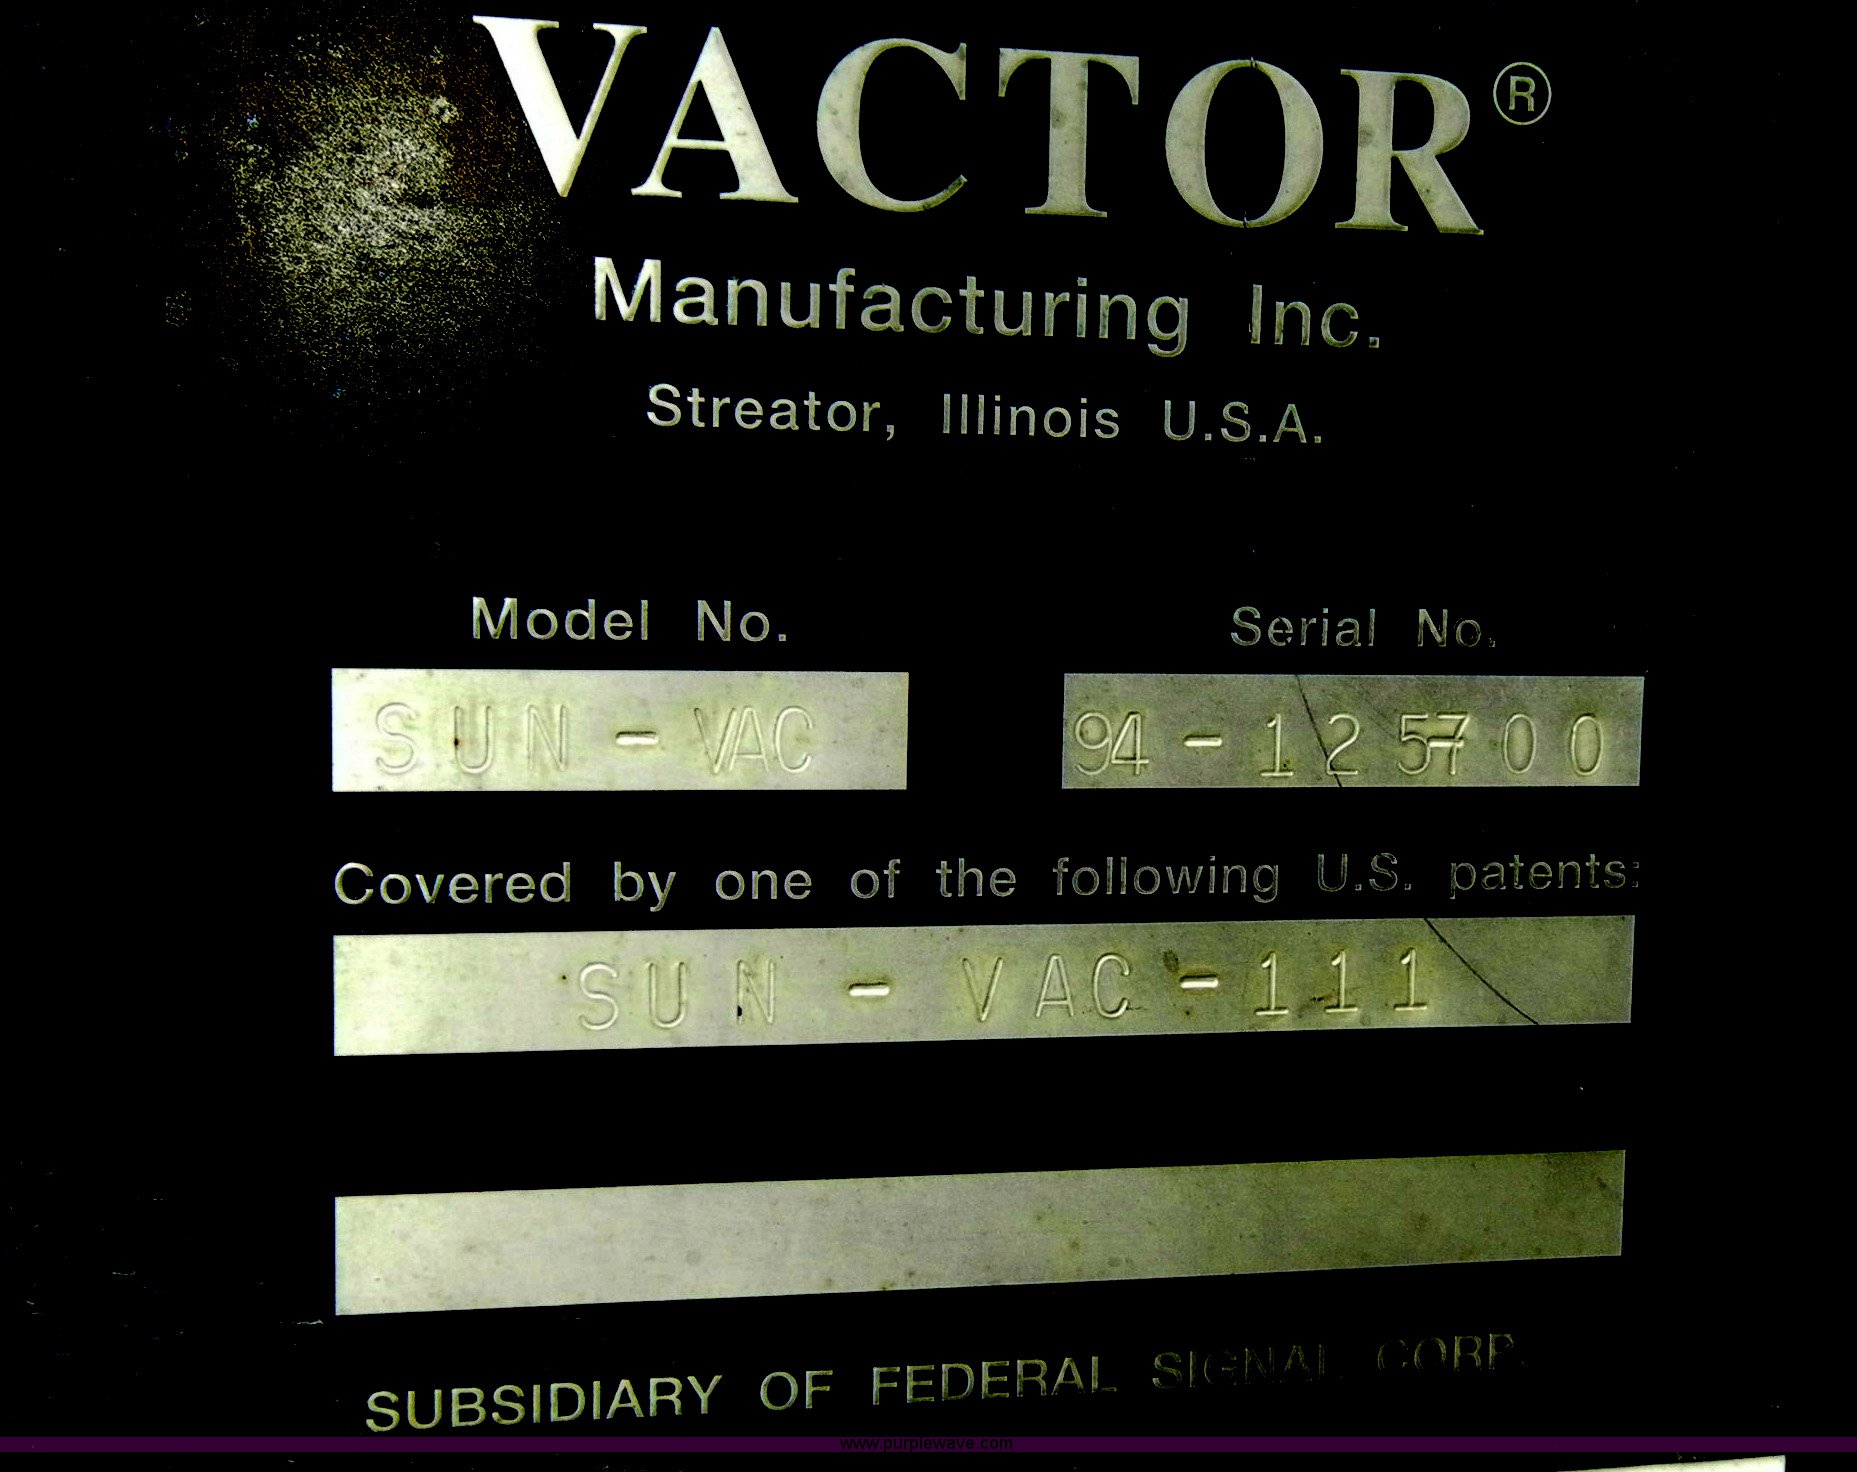 VACTOR®
Manufacturing Inc.
Streator, Illinois U.S.A.
Model No. Serial No.
SUN-VAC 94-125700
Covered by one of the following U.S. patents:
SUN-VAC-111
SUBSIDIARY OF FEDERAL SIGNAL CORP.
www.purplewave.com